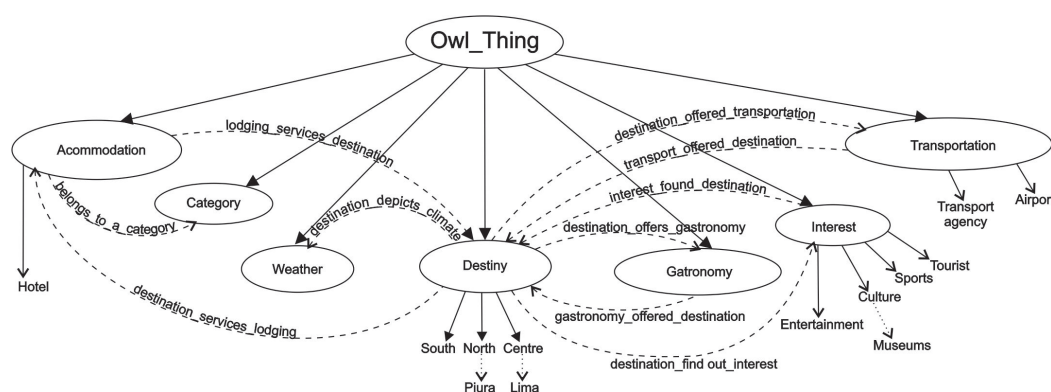 Owl_Thing
lodging_services_destination
destination_offered_transportation
Acommodation
transport_offered_destination
Transportation
belongs_to_a_category
Category
destination_depicts_climate
interest_found_destination
destination_offers_gastronomy
Interest
Transport
agency
Airport
Weather
Destiny
Gatronomy
Tourist
Sports
Culture
Hotel
destination_services_lodging
gastronomy_offered_destination
Entertainment
South
North
Centre
Museums
destination_find out_interest
Piura
Lima